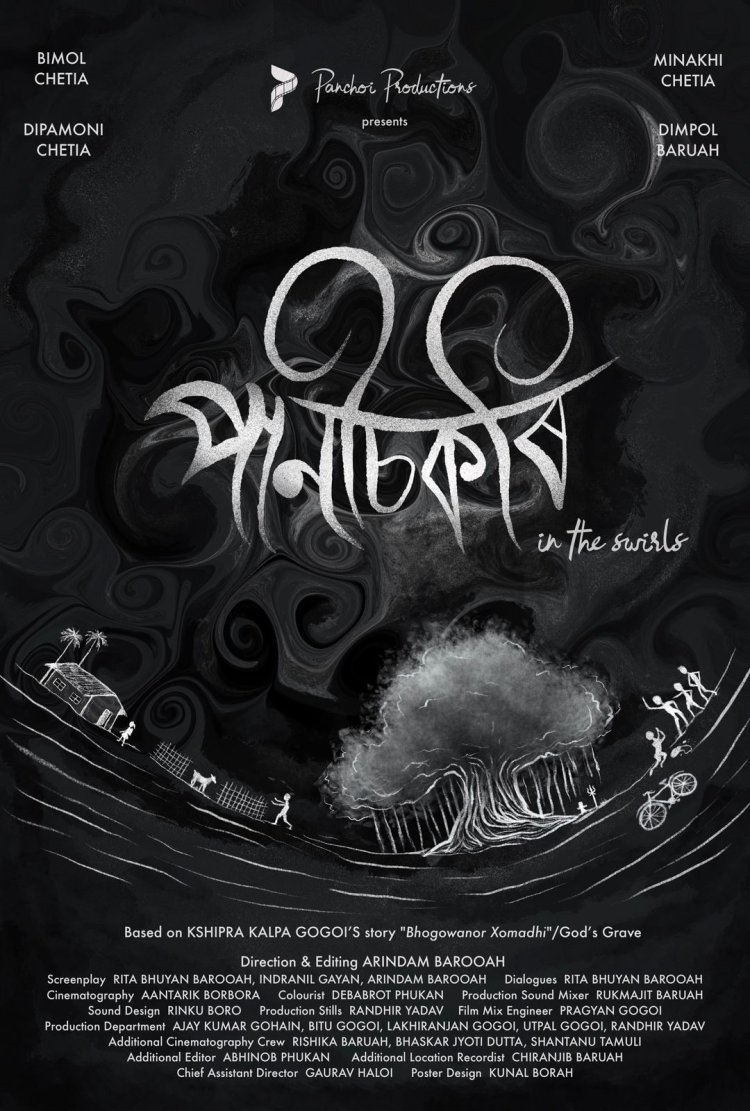 BIMOL
CHETIA
DIPAMONI
CHETIA
Panchoi Productions
presents
MINAKHI
CHETIA
DIMPOL
BARUAH
পানীচকৰি
in the swirls
Based on KSHIPRA KALPA GOGOI'S story "Bhogowanor Xomadhi"/God's Grave
Direction & Editing ARINDAM BAROOAH
Screenplay RITA BHUYAN BAROOAH, INDRANIL GAYAN, ARINDAM BAROOAH Dialogues RITA BHUYAN BAROOAH
Cinematography AANTARIK BORBORA Colourist DEBABROT PHUKAN Production Sound Mixer RUKMAJIT BARUAH
Sound Design RINKU BORO Production Stills RANDHIR YADAV Film Mix Engineer PRAGYAN GOGOI
Production Department AJAY KUMAR GOHAIN, BITU GOGOI, LAKHIRANJAN GOGOI, UTPAL GOGOI, RANDHIR YADAV
Additional Cinematography Crew RISHIKA BARUAH, BHASKAR JYOTI DUTTA, SHANTANU TAMULI
Additional Editor ABHINOB PHUKAN Additional Location Recordist CHIRANJIB BARUAH
Chief Assistant Director GAURAV HALOI Poster Design KUNAL BORAH